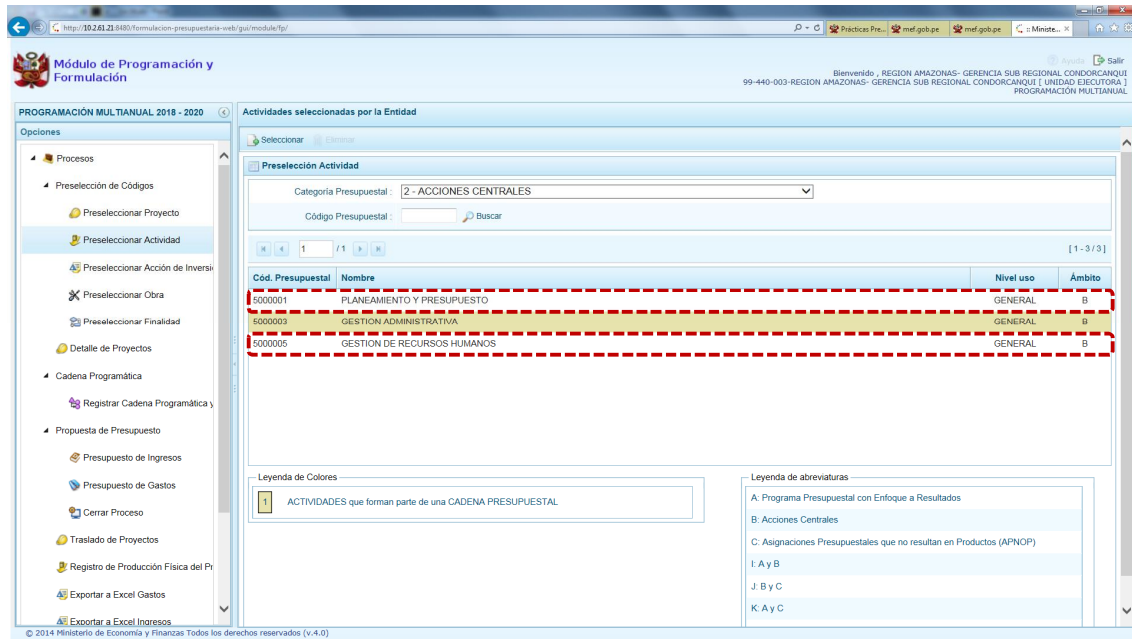 http://10.2.61.21:8480/formulacion-presupuestaria-web/gui/module/fp/
Prácticas Pre...
mef.gob.pe
mef.gob.pe
:: Ministe...
Módulo de Programación y
Formulación
Ayuda
Salir
Bienvenido , REGION AMAZONAS- GERENCIA SUB REGIONAL CONDORCANQUI
99-440-003-REGION AMAZONAS- GERENCIA SUB REGIONAL CONDORCANQUI [ UNIDAD EJECUTORA ]
PROGRAMACIÓN MULTIANUAL
PROGRAMACIÓN MULTIANUAL 2018 - 2020
Opciones
Procesos
Preselección de Códigos
Preseleccionar Proyecto
Preseleccionar Actividad
Preseleccionar Acción de Inversi
Preseleccionar Obra
Preseleccionar Finalidad
Detalle de Proyectos
Cadena Programática
Registrar Cadena Programática y
Propuesta de Presupuesto
Presupuesto de Ingresos
Presupuesto de Gastos
Cerrar Proceso
Traslado de Proyectos
Registro de Producción Física del Pr
Exportar a Excel Gastos
Exportar a Excel Ingresos
Actividades seleccionadas por la Entidad
Seleccionar Eliminar
Preselección Actividad
Categoría Presupuestal : 2 - ACCIONES CENTRALES
Código Presupuestal : Buscar
1 / 1 [ 1 - 3 / 3 ]
Cód. Presupuestal Nombre Nivel uso Ámbito
5000001 PLANEAMIENTO Y PRESUPUESTO GENERAL B
5000003 GESTION ADMINISTRATIVA GENERAL B
5000005 GESTION DE RECURSOS HUMANOS GENERAL B
Leyenda de Colores
1 ACTIVIDADES que forman parte de una CADENA PRESUPUESTAL
Leyenda de abreviaturas
A: Programa Presupuestal con Enfoque a Resultados
B: Acciones Centrales
C: Asignaciones Presupuestales que no resultan en Productos (APNOP)
I: A y B
J: B y C
K: A y C
© 2014 Ministerio de Economía y Finanzas Todos los derechos reservados (v.4.0)